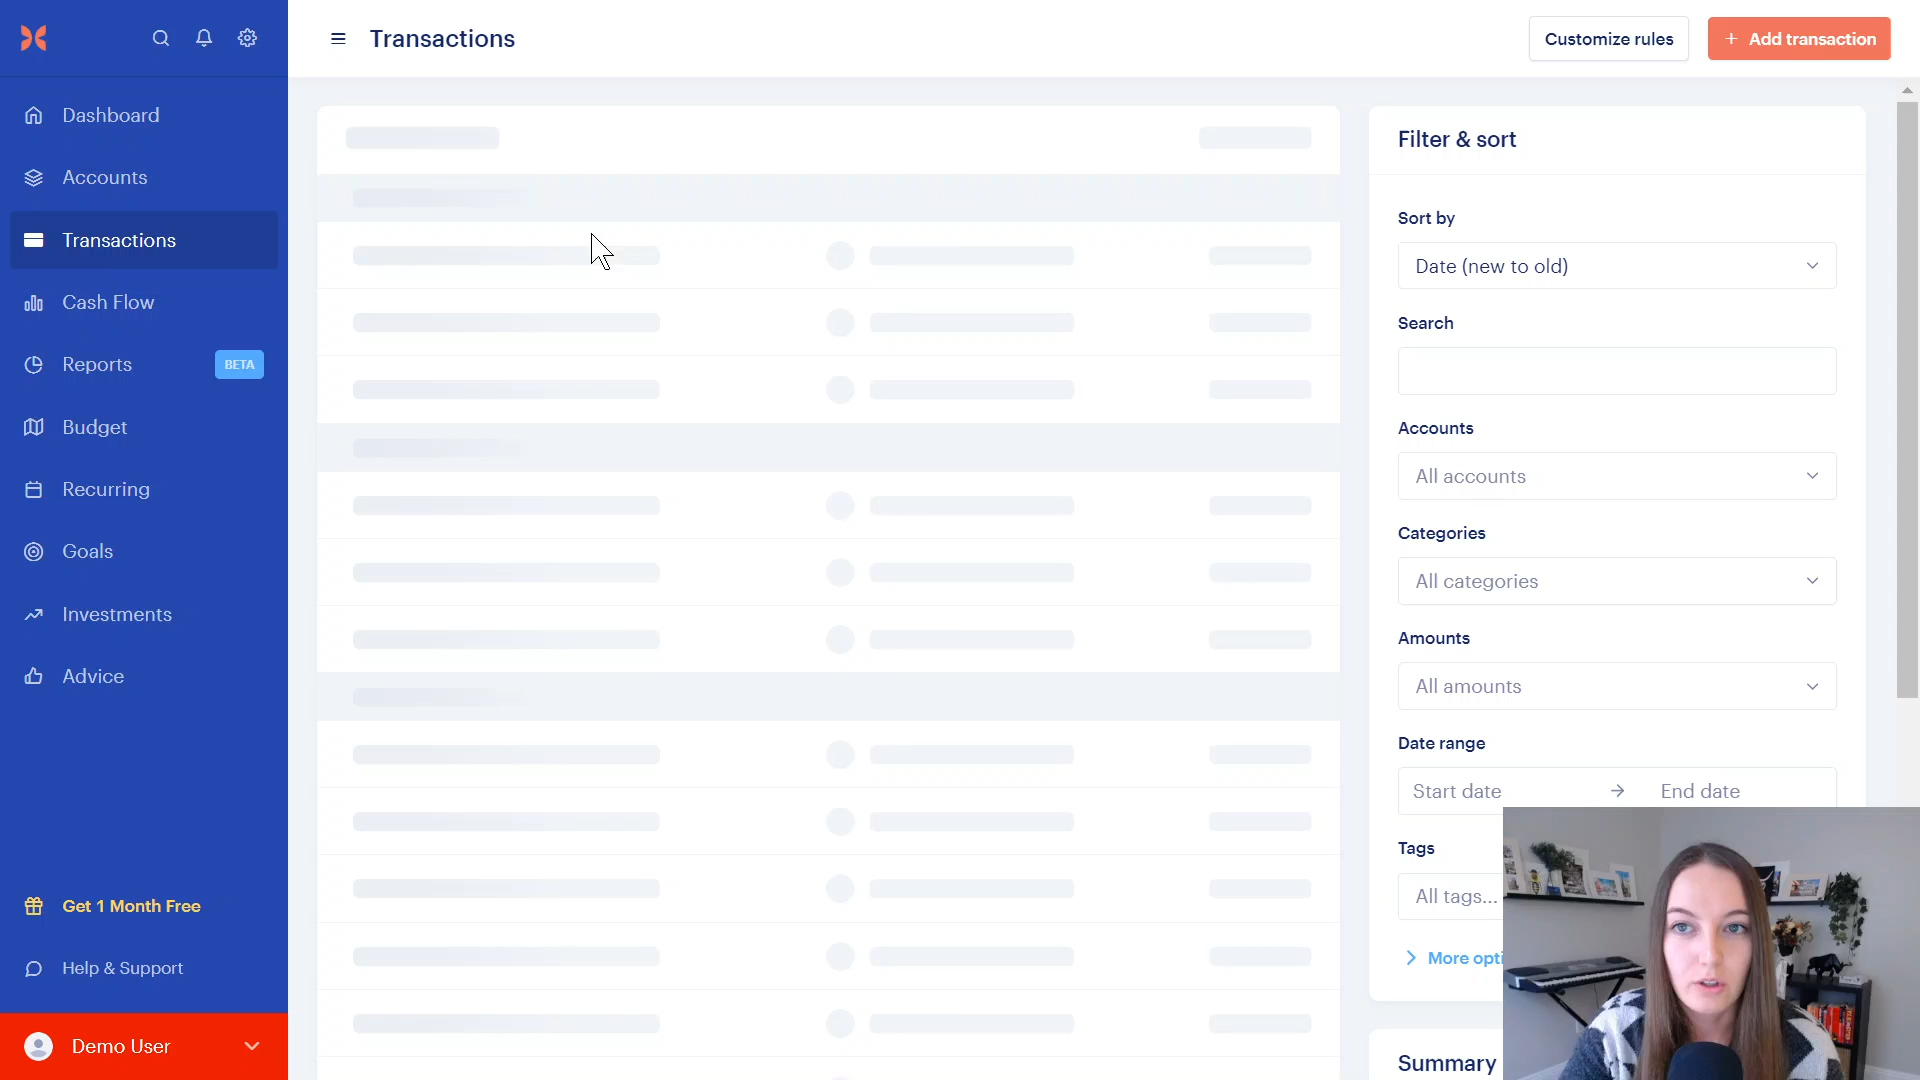 Transactions
Customize rules
+ Add transaction
Dashboard
Accounts
Transactions
Cash Flow
Reports
BETA
Budget
Recurring
Goals
Investments
Advice
Get 1 Month Free
Help & Support
Demo User
Filter & sort
Sort by
Date (new to old)
Search
Accounts
All accounts
Categories
All categories
Amounts
All amounts
Date range
Start date → End date
Tags
All tags...
More opti
Summary